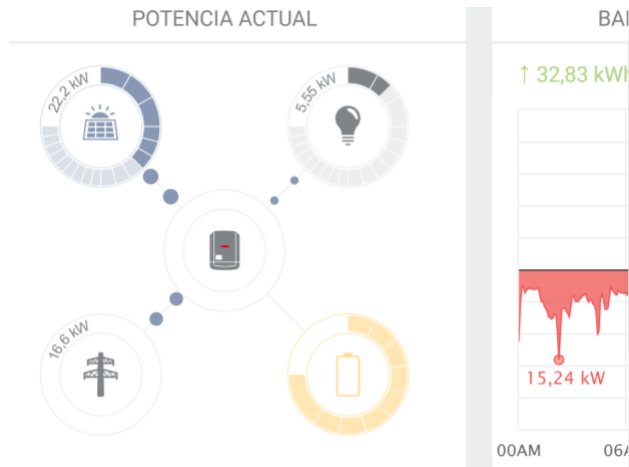 POTENCIA ACTUAL
22,2 kW
5,55 kW
16,6 kW
↑ 32,83 kWh
15,24 kW
00AM